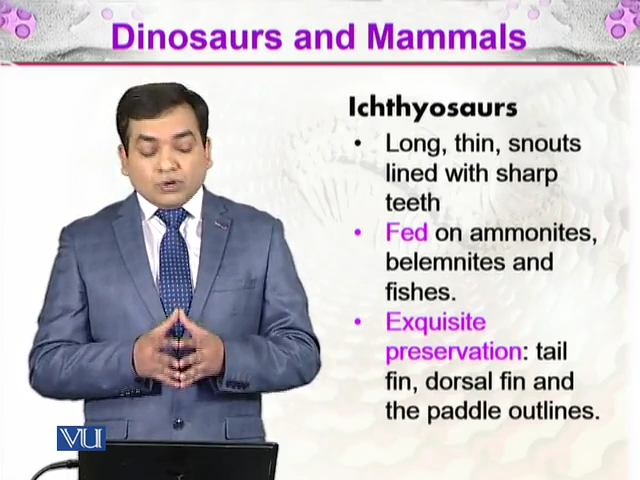 Dinosaurs and Mammals
Ichthyosaurs
• Long, thin, snouts
lined with sharp
teeth
• Fed on ammonites,
belemnites and
fishes.
• Exquisite
preservation: tail
fin, dorsal fin and
the paddle outlines.
VU